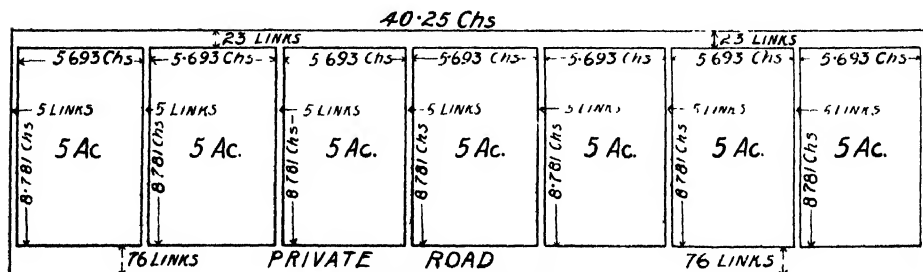 40·25 Chs
23 LINKS 23 LINKS
5 693 Chs 5·693 Chs 5 693 Chs 5·693 Chs 5·693 Chs 5 693 Chs 5·693 Chs
5 LINKS 5 LINKS 5 LINKS 5 LINKS 5 LINKS 5 LINKS 5 LINKS
8·781 Chs 8 781 Chs 8 781 Chs 8 781 Chs 8·781 Chs 8 781 Chs 8 781 Chs
5 Ac 5 Ac. 5 Ac. 5 Ac. 5 Ac. 5 Ac. 5 Ac.
76 LINKS PRIVATE ROAD 76 LINKS